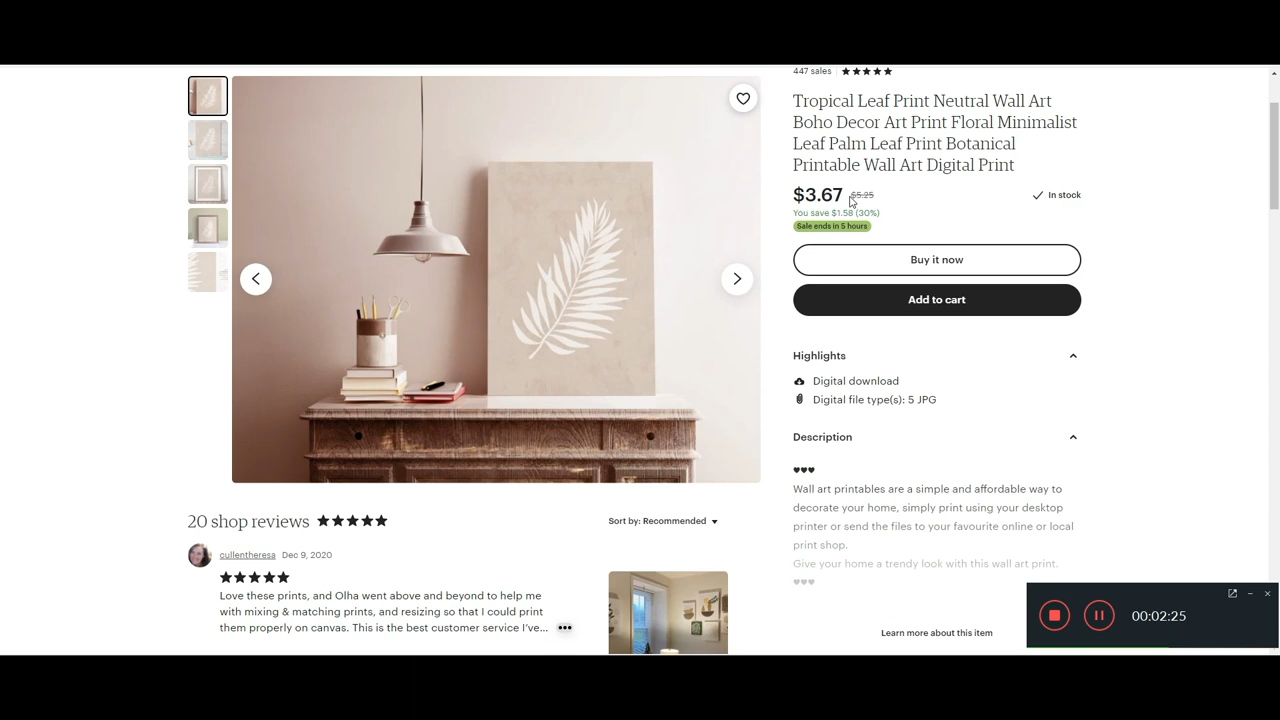 447 sales
Tropical Leaf Print Neutral Wall Art
Boho Decor Art Print Floral Minimalist
Leaf Palm Leaf Print Botanical
Printable Wall Art Digital Print
$3.67 $5.25
In stock
You save $1.58 (30%)
Sale ends in 5 hours
Buy it now
Add to cart
Highlights
Digital download
Digital file type(s): 5 JPG
Description
♥♥♥
Wall art printables are a simple and affordable way to
decorate your home, simply print using your desktop
printer or send the files to your favourite online or local
print shop.
Give your home a trendy look with this wall art print.
♥♥♥
Learn more about this item
20 shop reviews
Sort by: Recommended
cullentheresa Dec 9, 2020
Love these prints, and Olha went above and beyond to help me
with mixing & matching prints, and resizing so that I could print
them properly on canvas. This is the best customer service I've...
00:02:25